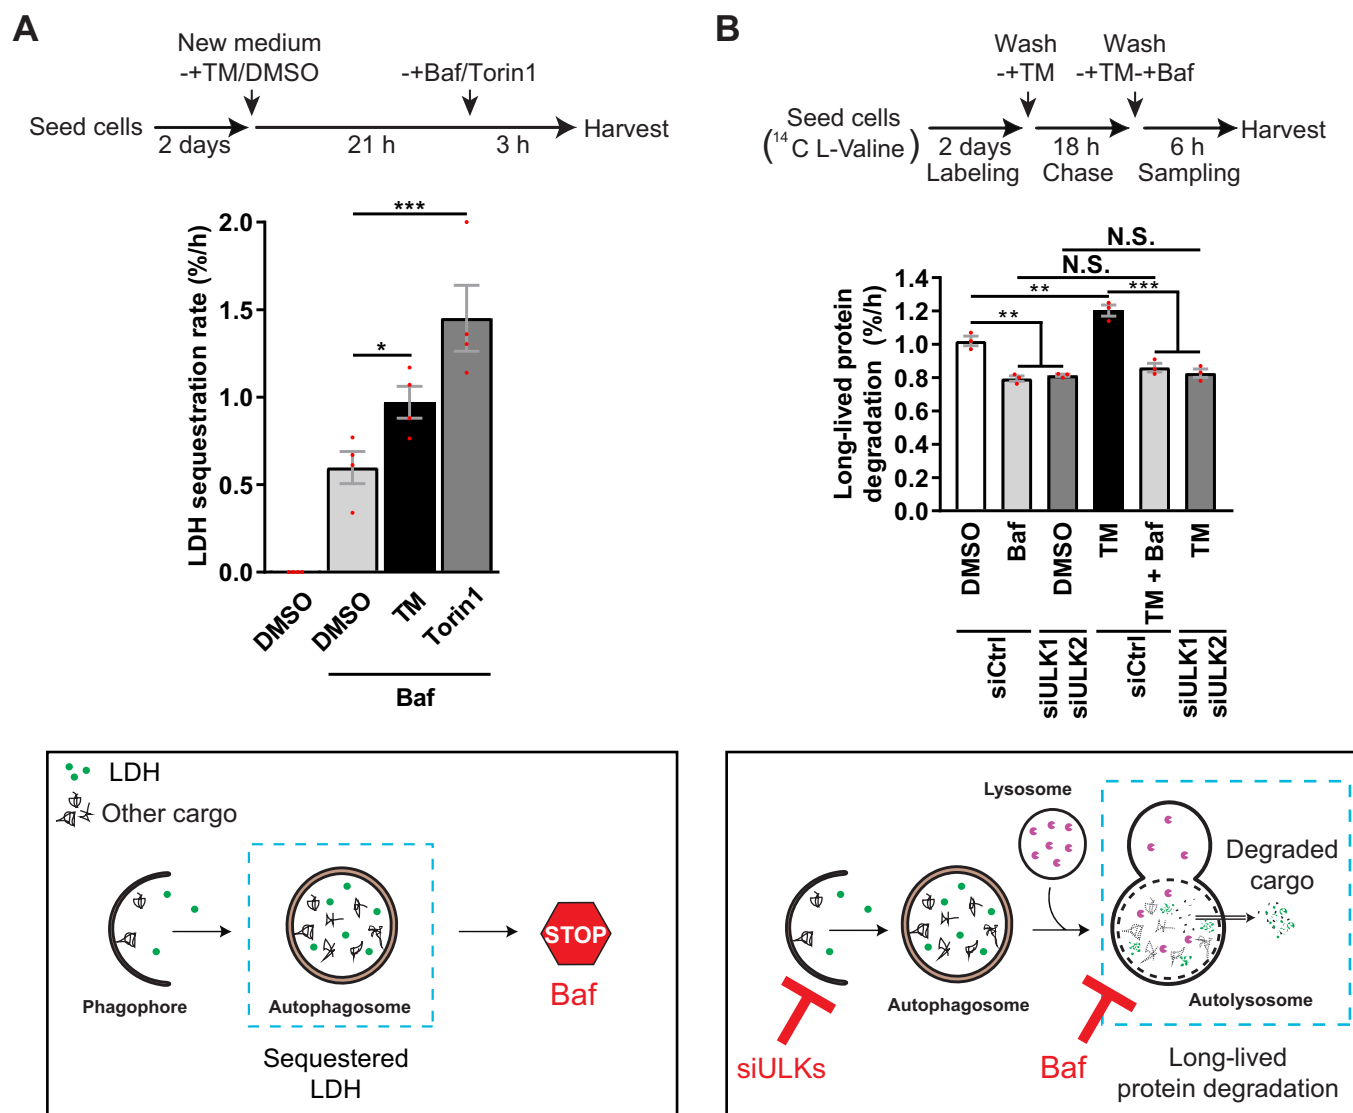 A
New medium
-+TM/DMSO
-+Baf/Torin1
Seed cells
2 days
21 h
3 h
Harvest
LDH sequestration rate (%/h)
2.0
1.5
1.0
0.5
0.0
***
*
DMSO
DMSO
TM
Torin1
Baf
LDH
Other cargo
Phagophore
Autophagosome
STOP
Baf
Sequestered
LDH
B
Wash
-+TM
Wash
-+TM-+Baf
Seed cells
(14C L-Valine)
2 days
Labeling
18 h
Chase
6 h
Sampling
Harvest
Long-lived protein
degradation (%/h)
1.4
1.2
1.0
0.8
0.6
0.4
0.2
0.0
N.S.
N.S.
**
***
**
DMSO
Baf
DMSO
TM
TM + Baf
TM
siCtrl
siULK1
siULK2
siCtrl
siULK1
siULK2
Lysosome
Degraded
cargo
Autophagosome
Autolysosome
siULKs
Baf
Long-lived
protein degradation